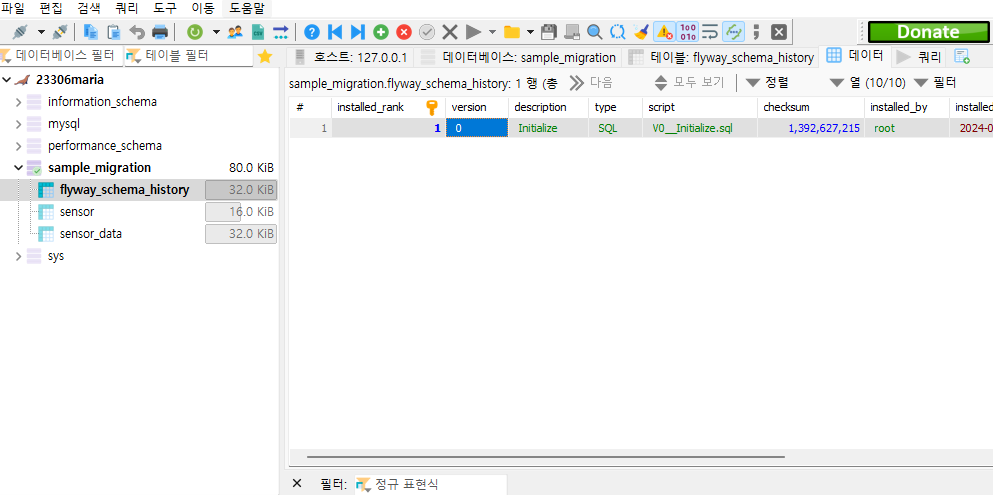 파일 편집 검색 쿼리 도구 이동 도움말
Donate
데이터베이스 필터 테이블 필터
호스트: 127.0.0.1 데이터베이스: sample_migration 테이블: flyway_schema_history 데이터 쿼리
23306maria
information_schema
mysql
performance_schema
sample_migration 80.0 KiB
flyway_schema_history 32.0 KiB
sensor 16.0 KiB
sensor_data 32.0 KiB
sys
sample_migration.flyway_schema_history: 1 행 (총 다음 모두 보기 정렬 열 (10/10) 필터
# installed_rank version description type script checksum installed_by installed
1 1 0 Initialize SQL V0__Initialize.sql 1,392,627,215 root 2024-0
필터: 정규 표현식